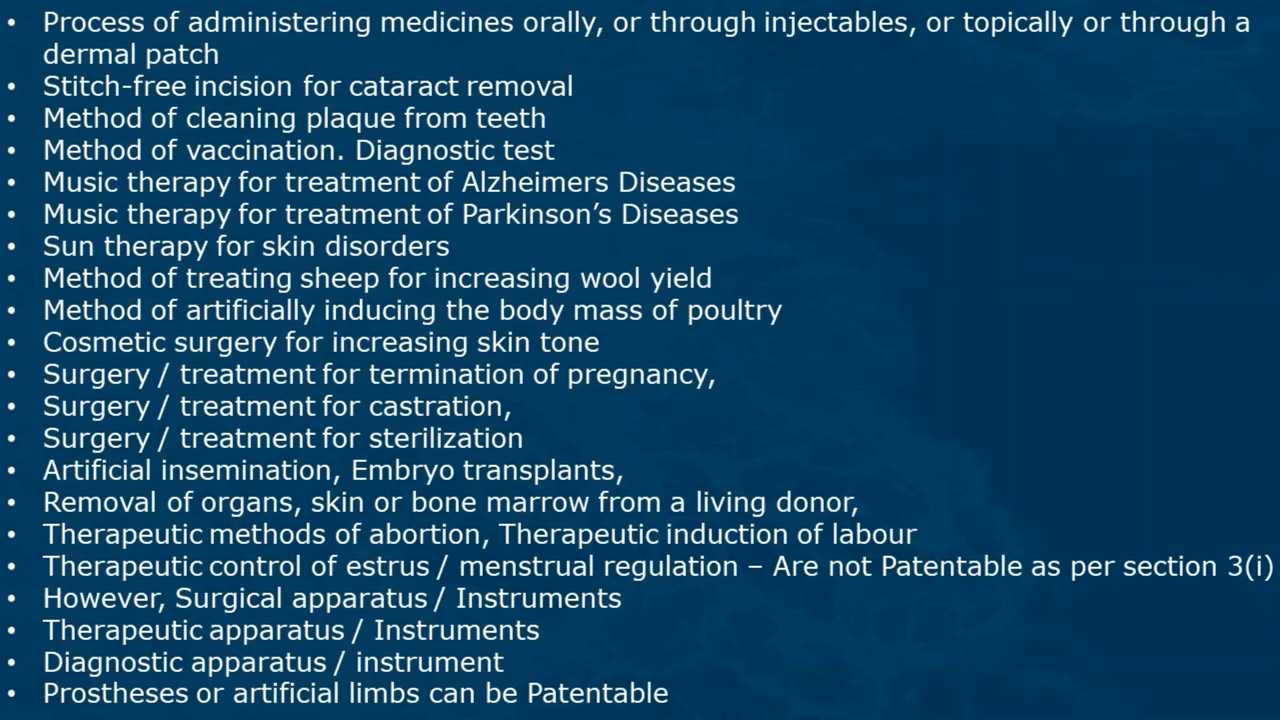 • Process of administering medicines orally, or through injectables, or topically or through a
dermal patch
• Stitch-free incision for cataract removal
• Method of cleaning plaque from teeth
• Method of vaccination. Diagnostic test
• Music therapy for treatment of Alzheimers Diseases
• Music therapy for treatment of Parkinson’s Diseases
• Sun therapy for skin disorders
• Method of treating sheep for increasing wool yield
• Method of artificially inducing the body mass of poultry
• Cosmetic surgery for increasing skin tone
• Surgery / treatment for termination of pregnancy,
• Surgery / treatment for castration,
• Surgery / treatment for sterilization
• Artificial insemination, Embryo transplants,
• Removal of organs, skin or bone marrow from a living donor,
• Therapeutic methods of abortion, Therapeutic induction of labour
• Therapeutic control of estrus / menstrual regulation – Are not Patentable as per section 3(i)
• However, Surgical apparatus / Instruments
• Therapeutic apparatus / Instruments
• Diagnostic apparatus / instrument
• Prostheses or artificial limbs can be Patentable